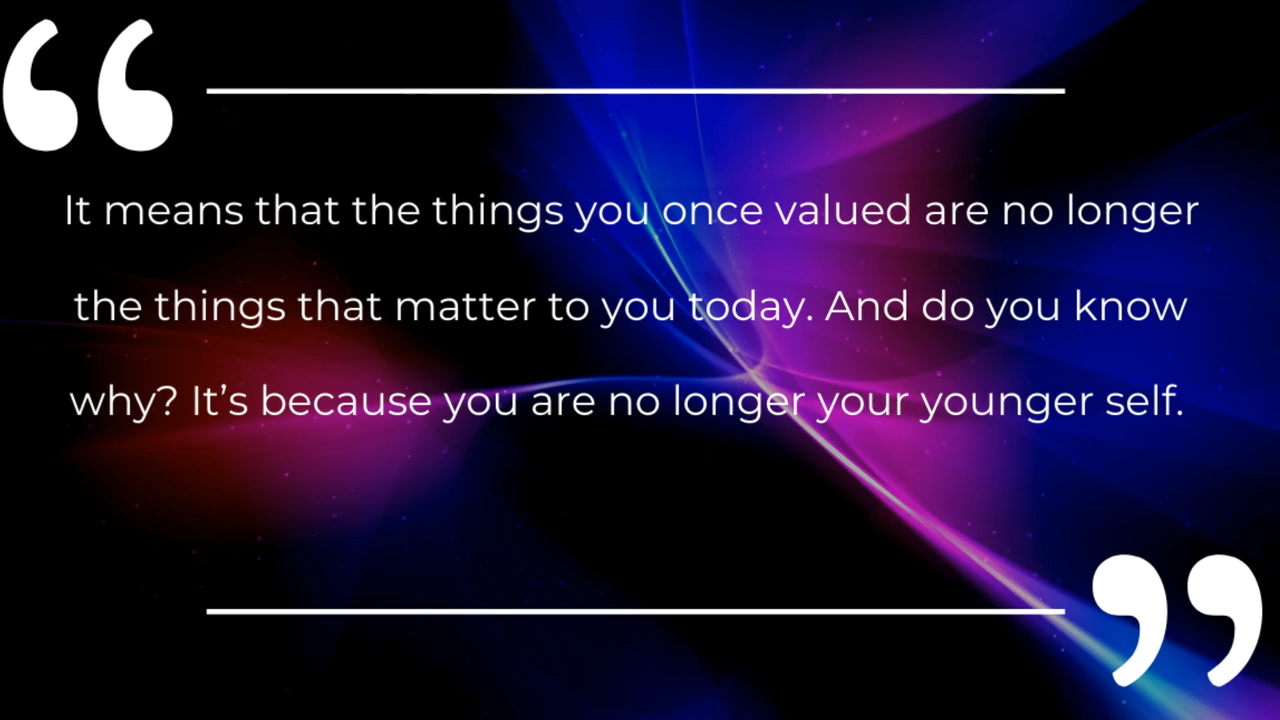 “
It means that the things you once valued are no longer
the things that matter to you today. And do you know
why? It’s because you are no longer your younger self.
”